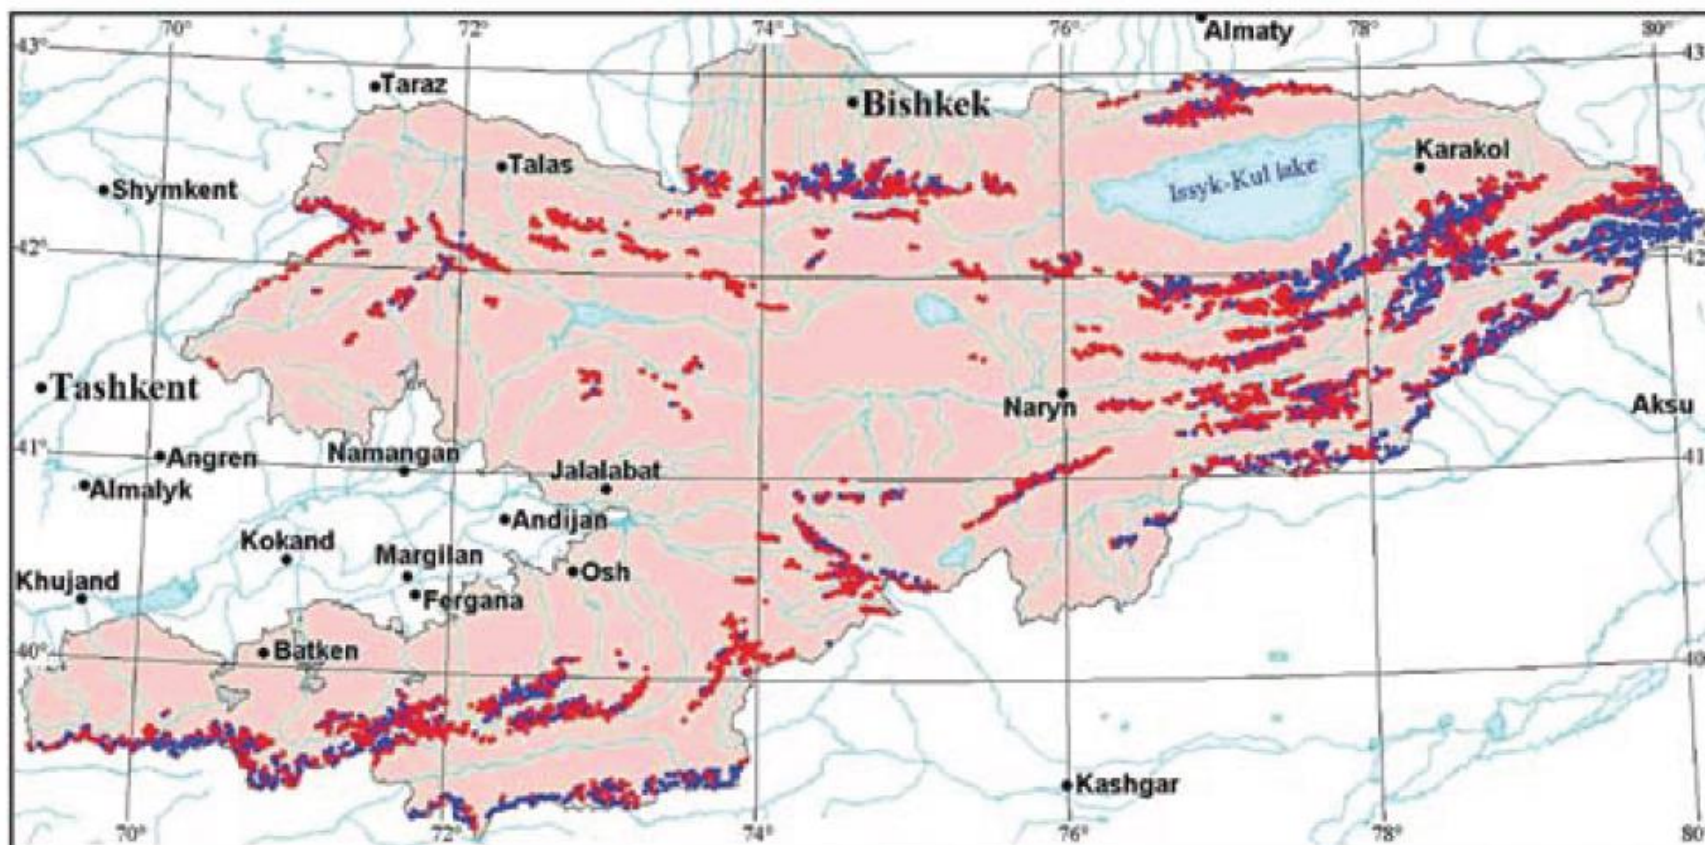 70°
72°
74°
76°
78°
80°
43°
43
Almaty
Taraz
Bishkek
Talas
Karakol
Issyk-Kul lake
Shymkent
42°
42
Tashkent
Naryn
Aksu
41°
41
Angren
Namangan
Jalalabat
Almalyk
Andijan
Kokand
Margilan
Osh
Khujand
Fergana
40°
Batken
Kashgar
70°
72°
74°
76°
78°
80